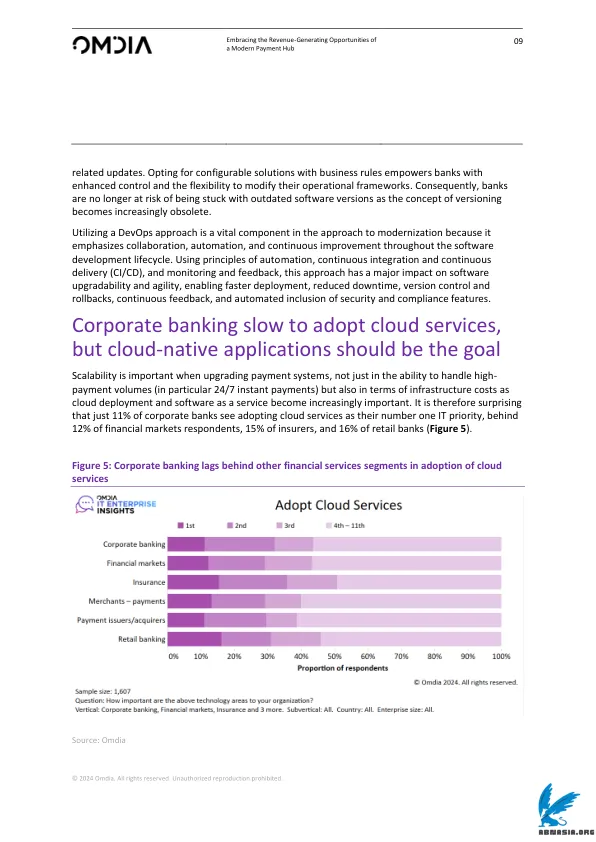 OMDIA
Embracing the Revenue-Generating Opportunities of
a Modern Payment Hub
09
related updates. Opting for configurable solutions with business rules empowers banks with
enhanced control and the flexibility to modify their operational frameworks. Consequently, banks
are no longer at risk of being stuck with outdated software versions as the concept of versioning
becomes increasingly obsolete.
Utilizing a DevOps approach is a vital component in the approach to modernization because it
emphasizes collaboration, automation, and continuous improvement throughout the software
development lifecycle. Using principles of automation, continuous integration and continuous
delivery (CI/CD), and monitoring and feedback, this approach has a major impact on software
upgradability and agility, enabling faster deployment, reduced downtime, version control and
rollbacks, continuous feedback, and automated inclusion of security and compliance features.
Corporate banking slow to adopt cloud services,
but cloud-native applications should be the goal
Scalability is important when upgrading payment systems, not just in the ability to handle high-
payment volumes (in particular 24/7 instant payments) but also in terms of infrastructure costs as
cloud deployment and software as a service become increasingly important. It is therefore surprising
that just 11% of corporate banks see adopting cloud services as their number one IT priority, behind
12% of financial markets respondents, 15% of insurers, and 16% of retail banks (Figure 5).
Figure 5: Corporate banking lags behind other financial services segments in adoption of cloud
services
OMDIA
IT ENTERPRISE
INSIGHTS
Adopt Cloud Services
1st 2nd 3rd 4th – 11th
Corporate banking
Financial markets
Insurance
Merchants – payments
Payment issuers/acquirers
Retail banking
0% 10% 20% 30% 40% 50% 60% 70% 80% 90% 100%
Proportion of respondents
© Omdia 2024. All rights reserved.
Sample size: 1,607
Question: How important are the above technology areas to your organization?
Vertical: Corporate banking, Financial markets, Insurance and 3 more. Subvertical: All. Country: All. Enterprise size: All.
Source: Omdia
© 2024 Omdia. All rights reserved. Unauthorized reproduction prohibited.
ABNASIA.ORG